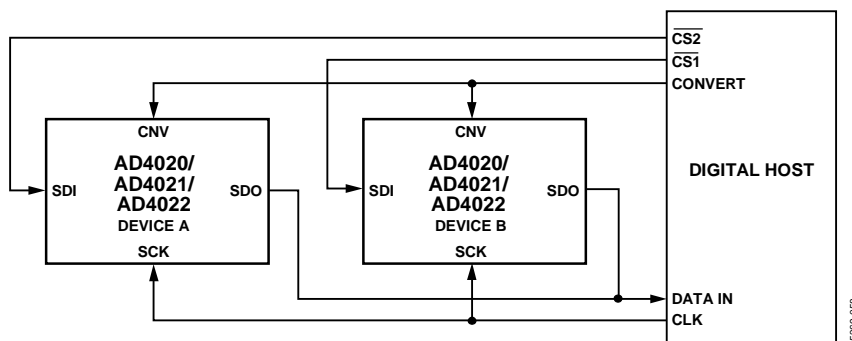 CS2
CS1
CONVERT
CNV
CNV
AD4020/
AD4021/
AD4022
DEVICE A
SDI
SDO
SCK
AD4020/
AD4021/
AD4022
DEVICE B
SDI
SDO
SCK
DIGITAL HOST
DATA IN
CLK